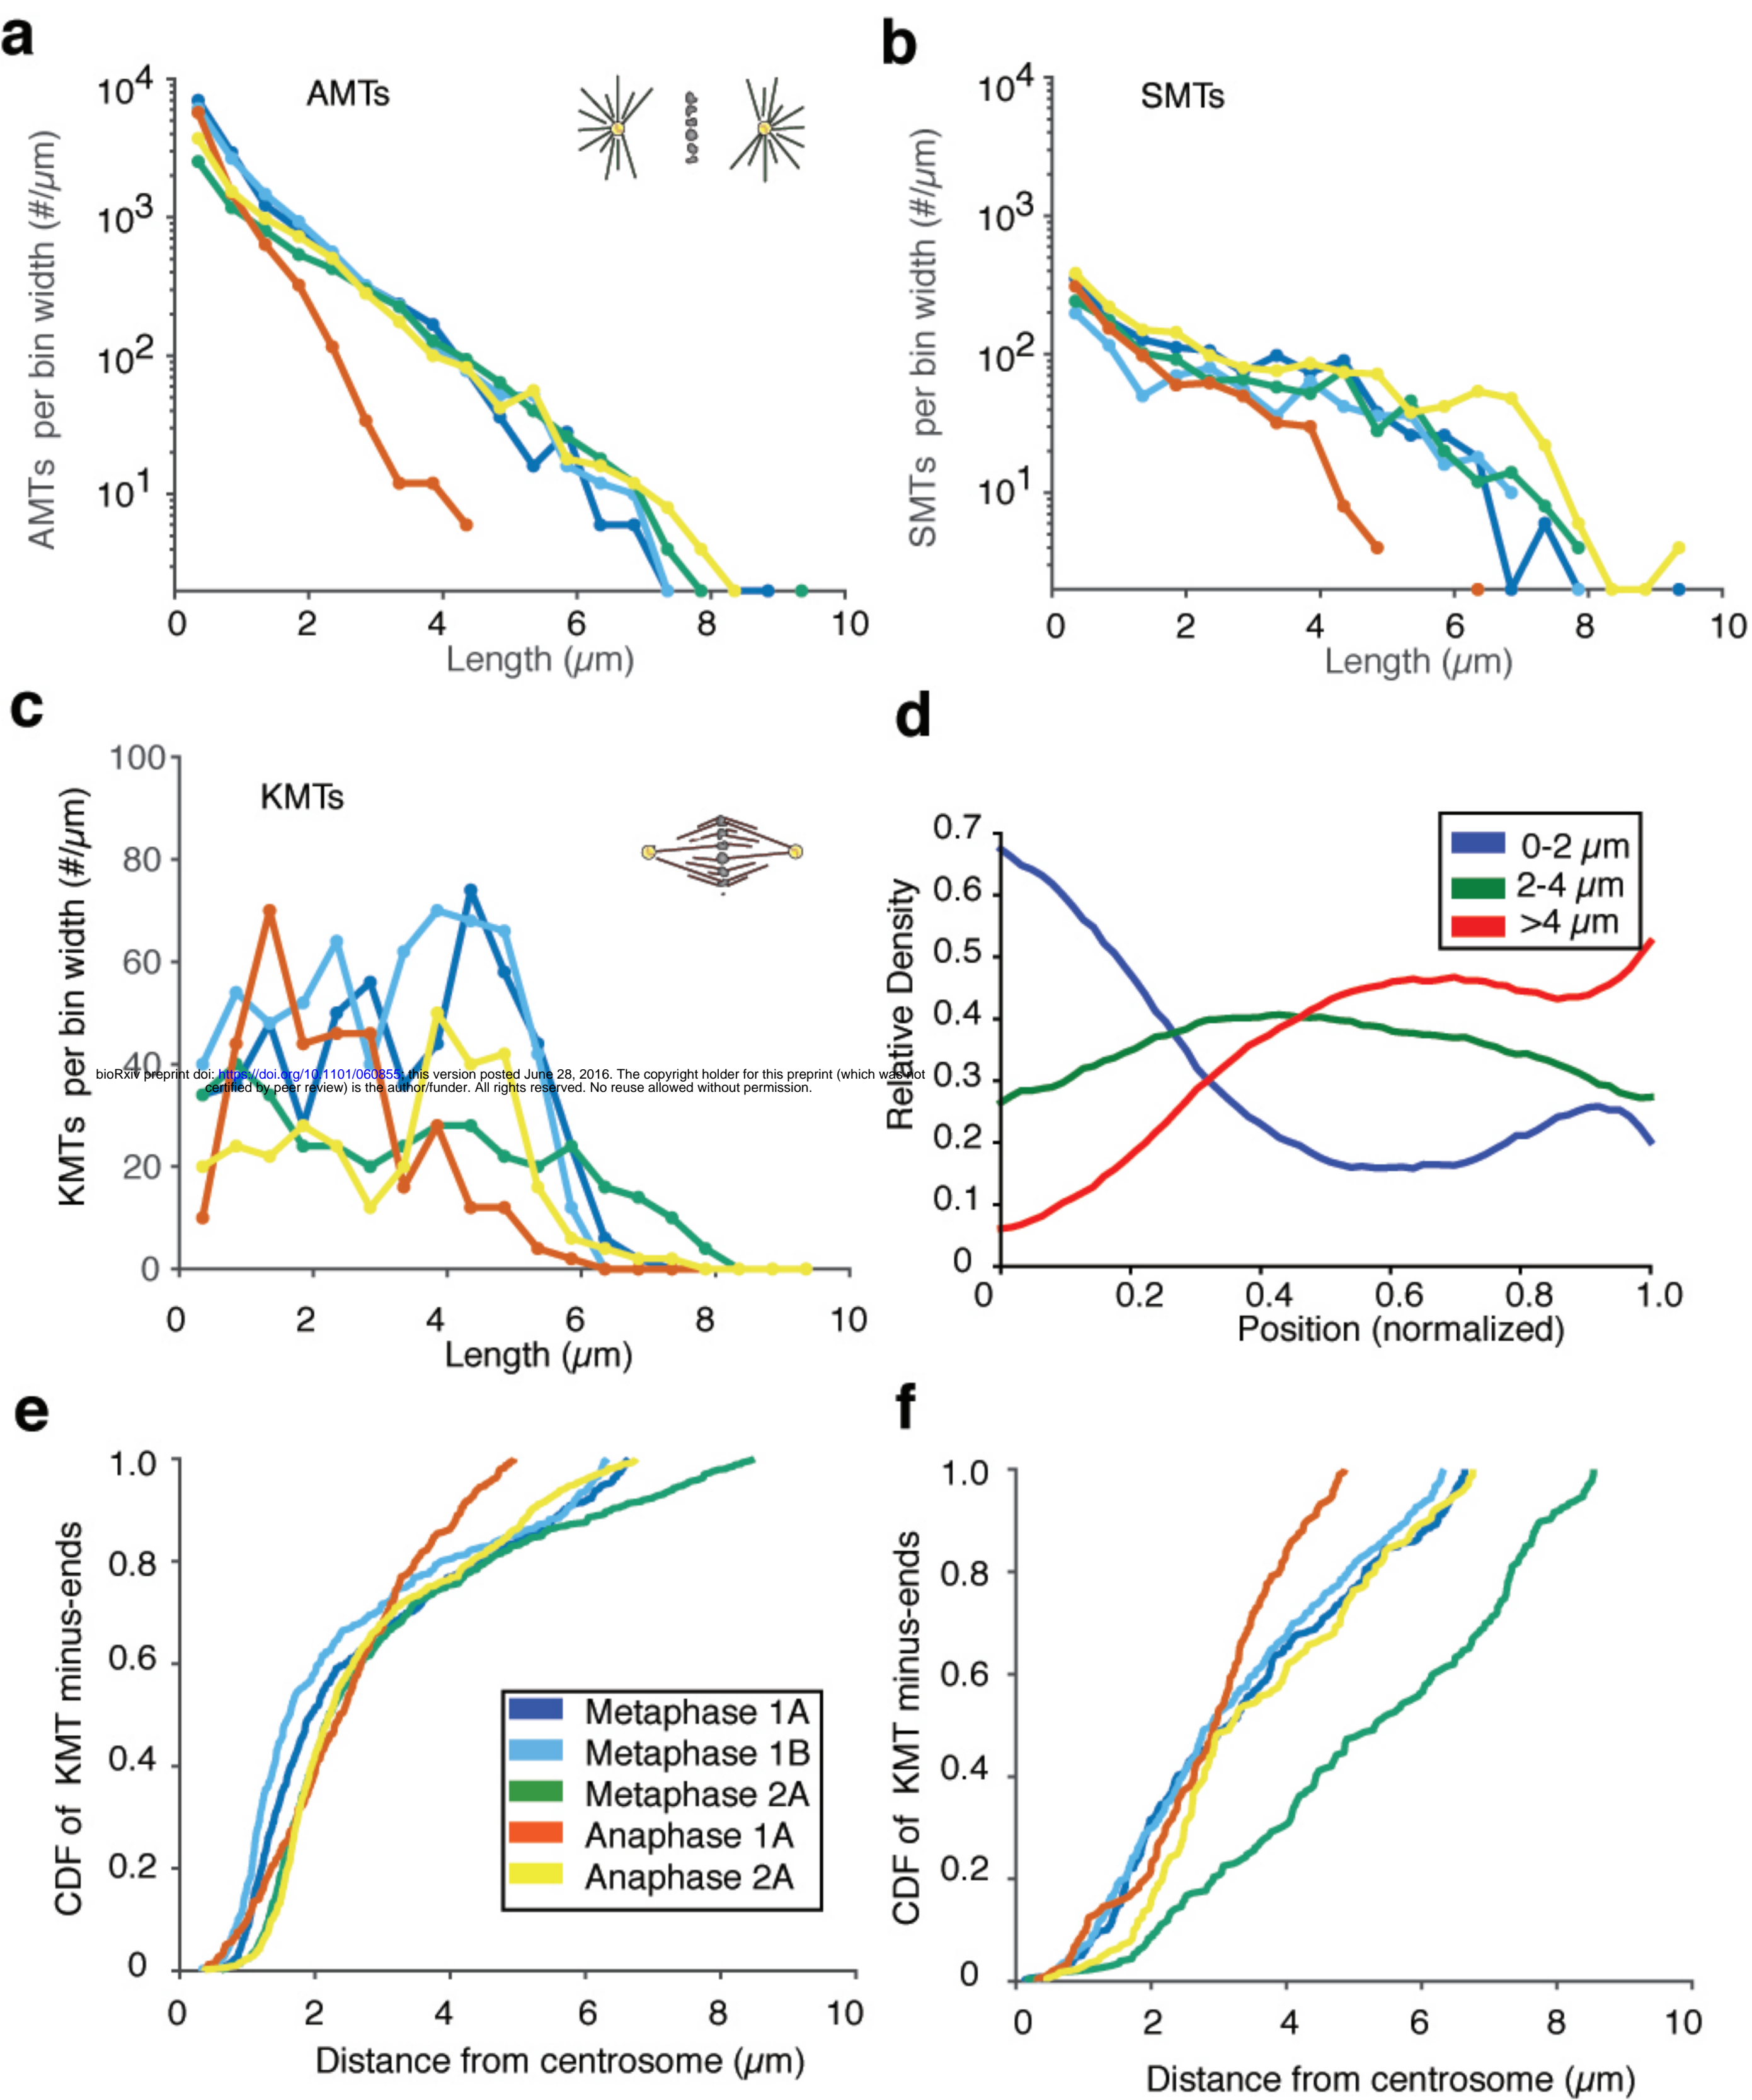 a
AMTs
10^4
10^3
10^2
10^1
AMTs per bin width (#/µm)
0 2 4 6 8 10
Length (µm)
b
SMTs
10^4
10^3
10^2
10^1
SMTs per bin width (#/µm)
0 2 4 6 8 10
Length (µm)
c
KMTs
100
80
60
40
20
0
KMTs per bin width (#/µm)
0 2 4 6 8 10
Length (µm)
bioRxiv preprint doi: https://doi.org/10.1101/060855; this version posted June 28, 2016. The copyright holder for this preprint (which was not
certified by peer review) is the author/funder. All rights reserved. No reuse allowed without permission.
d
0.7
0.6
0.5
0.4
0.3
0.2
0.1
0
Relative Density
0-2 µm
2-4 µm
>4 µm
0 0.2 0.4 0.6 0.8 1.0
Position (normalized)
e
1.0
0.8
0.6
0.4
0.2
0
CDF of KMT minus-ends
Metaphase 1A
Metaphase 1B
Metaphase 2A
Anaphase 1A
Anaphase 2A
0 2 4 6 8 10
Distance from centrosome (µm)
f
1.0
0.8
0.6
0.4
0.2
0
CDF of KMT minus-ends
0 2 4 6 8 10
Distance from centrosome (µm)